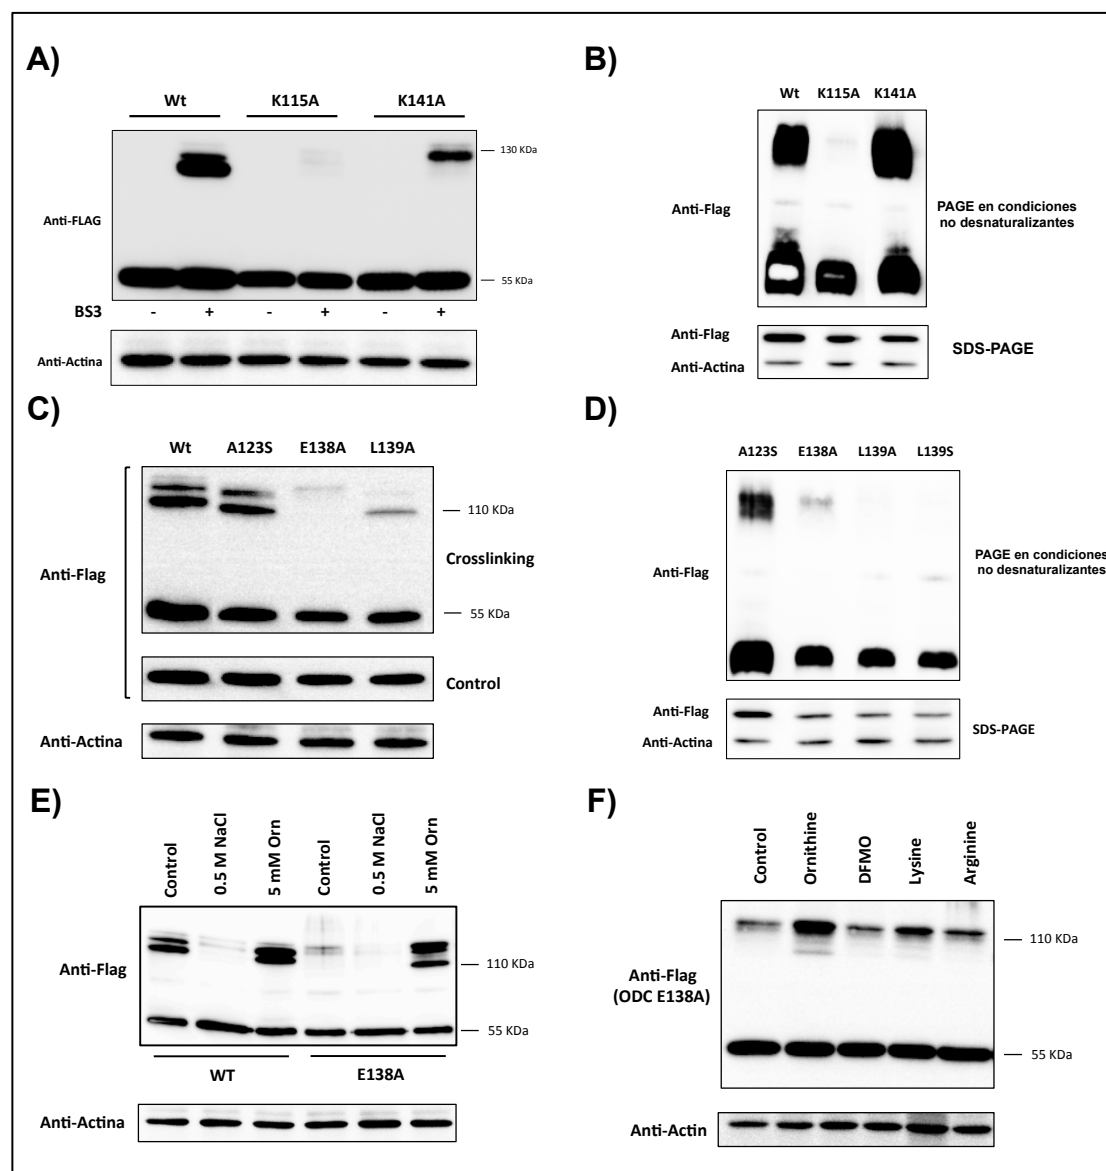 A)
Wt K115A K141A
130 KDa
Anti-FLAG
55 KDa
BS3 - + - + - +
Anti-Actina
B)
Wt K115A K141A
Anti-Flag
PAGE en condiciones
no desnaturalizantes
Anti-Flag
Anti-Actina
SDS-PAGE
C)
Wt A123S E138A L139A
110 KDa
Crosslinking
Anti-Flag
55 KDa
Control
Anti-Actina
D)
A123S E138A L139A L139S
Anti-Flag
PAGE en condiciones
no desnaturalizantes
Anti-Flag
Anti-Actina
SDS-PAGE
E)
Control 0.5 M NaCl 5 mM Orn Control 0.5 M NaCl 5 mM Orn
Anti-Flag
110 KDa
55 KDa
WT E138A
Anti-Actina
F)
Control Ornithine DFMO Lysine Arginine
110 KDa
Anti-Flag
(ODC E138A)
55 KDa
Anti-Actin